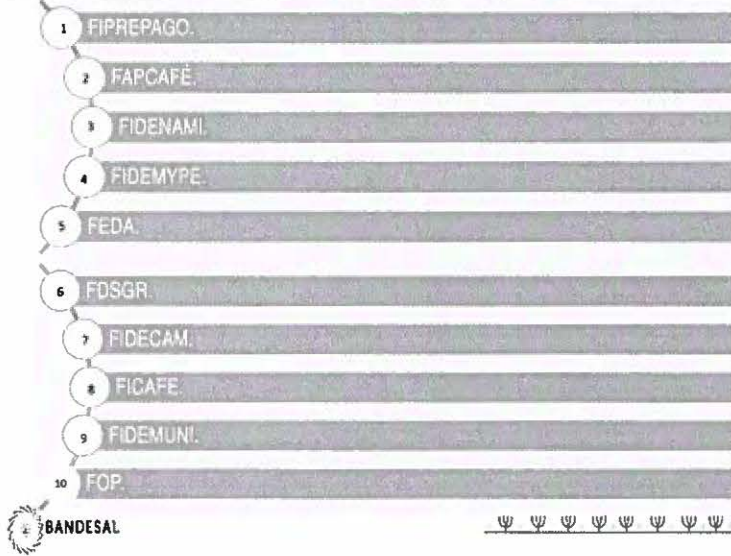 1 FIPREPAGO.
2 FAPCAFÉ.
3 FIDENAMI.
4 FIDEMYPE.
5 FEDA.
6 FDSGR.
7 FIDECAM.
8 FICAFE.
9 FIDEMUNI.
10 FOP.
BANDESAL